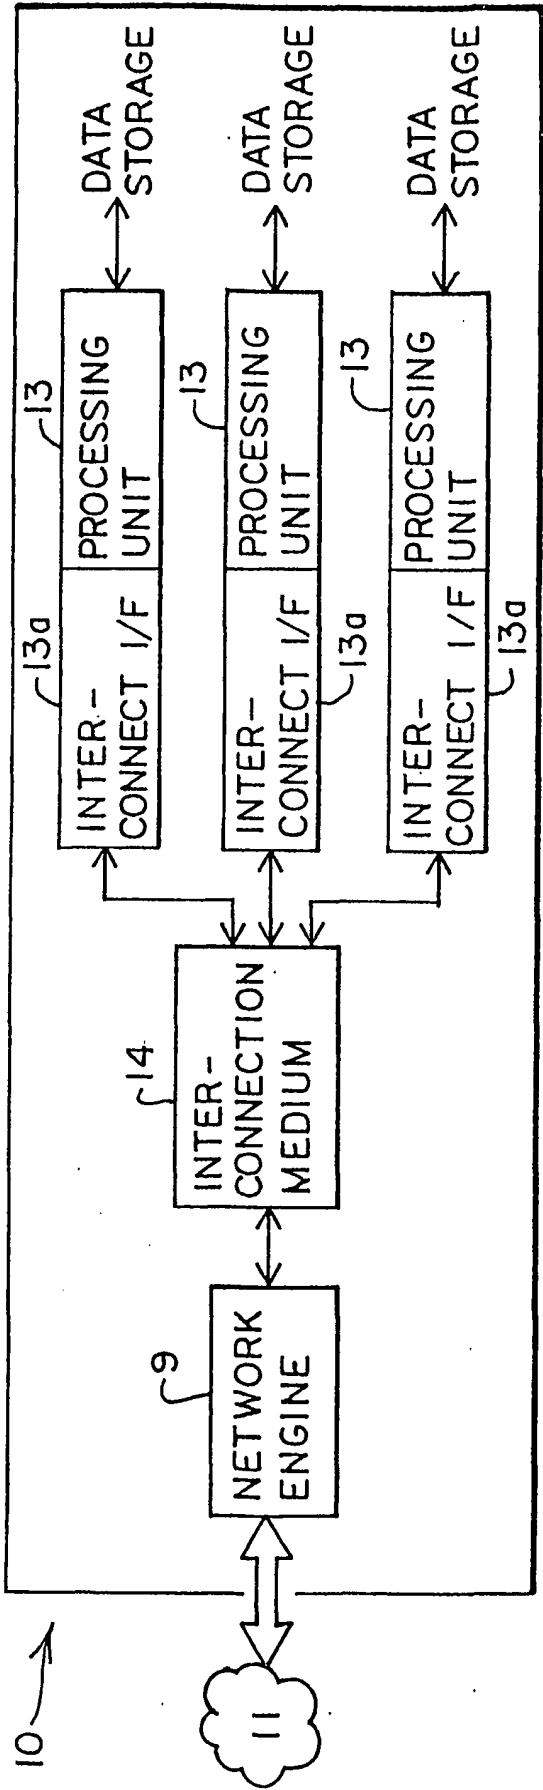 10
11
9
NETWORK
ENGINE
14
INTER-
CONNECTION
MEDIUM
13a
INTER-
CONNECT I/F
13
PROCESSING
UNIT
DATA
STORAGE
INTER-
CONNECT I/F
13a
PROCESSING
UNIT
13
DATA
STORAGE
INTER-
CONNECT I/F
13a
PROCESSING
UNIT
13
DATA
STORAGE